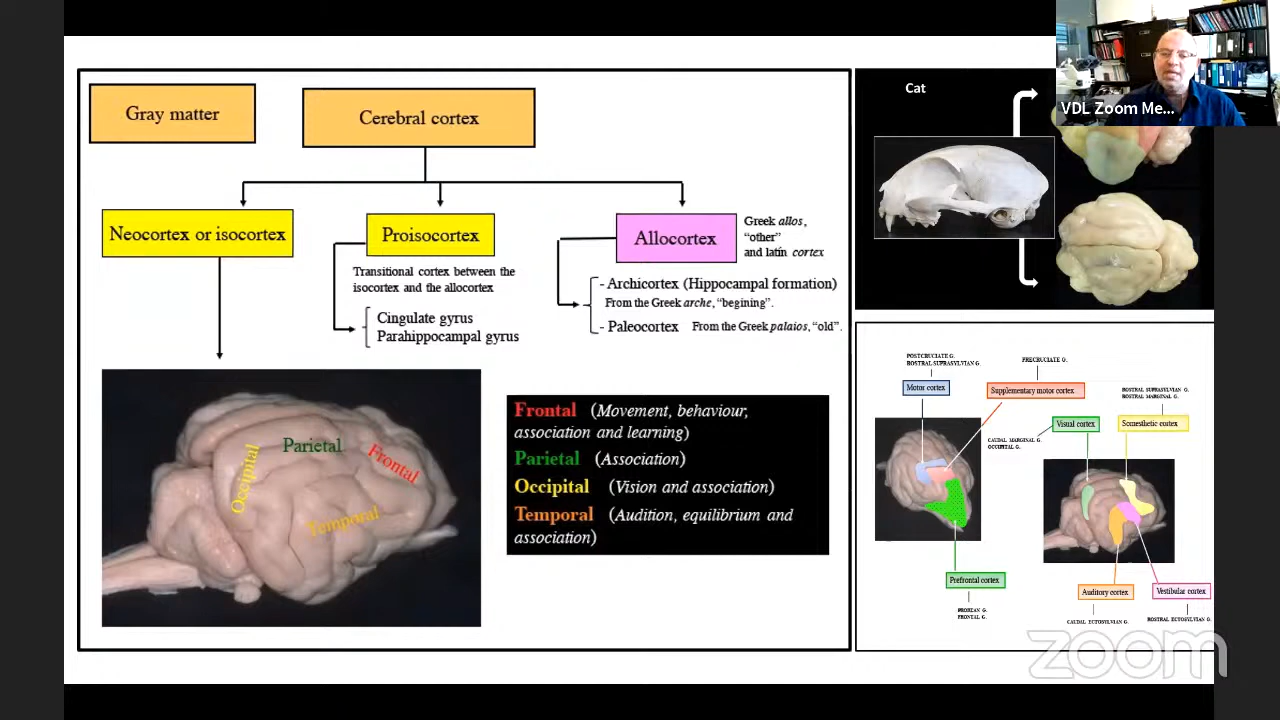 Gray matter
Cerebral cortex
Neocortex or isocortex
Proisocortex
Allocortex
Greek allos,
“other”
and latín cortex
Transitional cortex between the
isocortex and the allocortex
Cingulate gyrus
Parahippocampal gyrus
- Archicortex (Hippocampal formation)
From the Greek arche, “begining”.
- Paleocortex From the Greek palaios, “old”.
Occipital
Parietal
Frontal
Temporal
Frontal (Movement, behaviour,
association and learning)
Parietal (Association)
Occipital (Vision and association)
Temporal (Audition, equilibrium and
association)
Cat
VDL Zoom Me...
POSTCRUCIATE G.
ROSTRAL SUPRASYLVIAN G.
PRECRUCIATE G.
Motor cortex
Supplementary motor cortex
ROSTRAL SUPRASYLVIAN G.
ROSTRAL MARGINAL G.
Visual cortex
Somesthetic cortex
CAUDAL MARGINAL G.
OCCIPITAL G.
Prefrontal cortex
PROREAN G.
FRONTAL G.
Auditory cortex
Vestibular cortex
CAUDAL ECTOSYLVIAN G.
ROSTRAL ECTOSYLVIAN G.
zoom